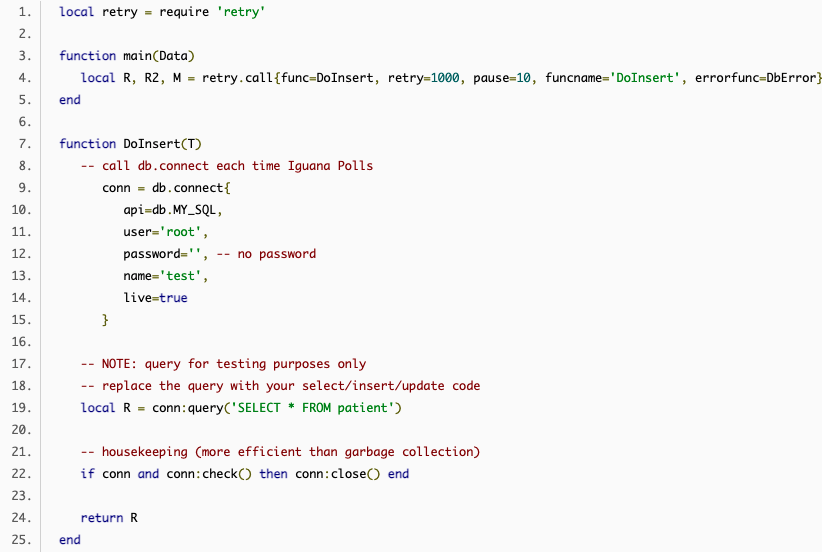 1. local retry = require 'retry'
2.
3. function main(Data)
4.    local R, R2, M = retry.call{func=DoInsert, retry=1000, pause=10, funcname='DoInsert', errorfunc=DbError}
5. end
6.
7. function DoInsert(T)
8.    -- call db.connect each time Iguana Polls
9.       conn = db.connect{
10.          api=db.MY_SQL,
11.          user='root',
12.          password='', -- no password
13.          name='test',
14.          live=true
15.       }
16.
17.    -- NOTE: query for testing purposes only
18.    -- replace the query with your select/insert/update code
19.    local R = conn:query('SELECT * FROM patient')
20.
21.    -- housekeeping (more efficient than garbage collection)
22.    if conn and conn:check() then conn:close() end
23.
24.    return R
25. end